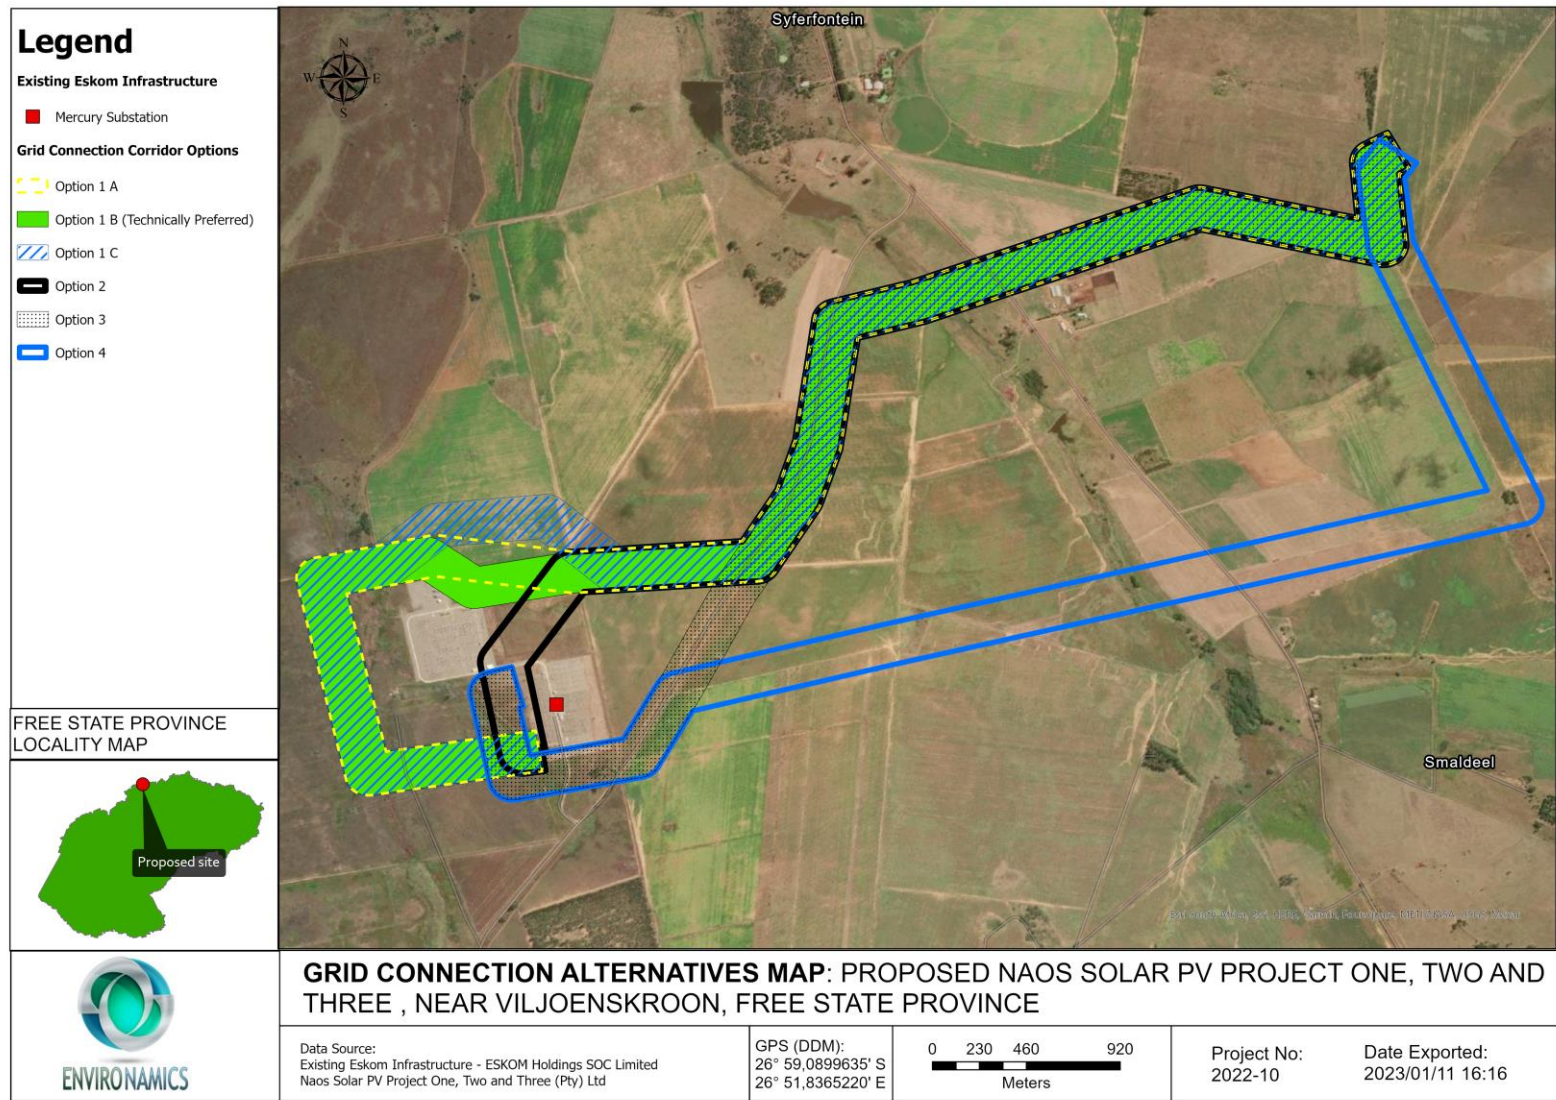 Legend
Existing Eskom Infrastructure
Mercury Substation
Grid Connection Corridor Options
Option 1 A
Option 1 B (Technically Preferred)
Option 1 C
Option 2
Option 3
Option 4
FREE STATE PROVINCE
LOCALITY MAP
Proposed site
N
W
E
S
Syferfontein
Smaldeel
ENVIRONAMICS
GRID CONNECTION ALTERNATIVES MAP: PROPOSED NAOS SOLAR PV PROJECT ONE, TWO AND
THREE , NEAR VILJOENSKROON, FREE STATE PROVINCE
Data Source:
Existing Eskom Infrastructure - ESKOM Holdings SOC Limited
Naos Solar PV Project One, Two and Three (Pty) Ltd
GPS (DDM):
26° 59,0899635' S
26° 51,8365220' E
0 230 460 920
Meters
Project No:
2022-10
Date Exported:
2023/01/11 16:16